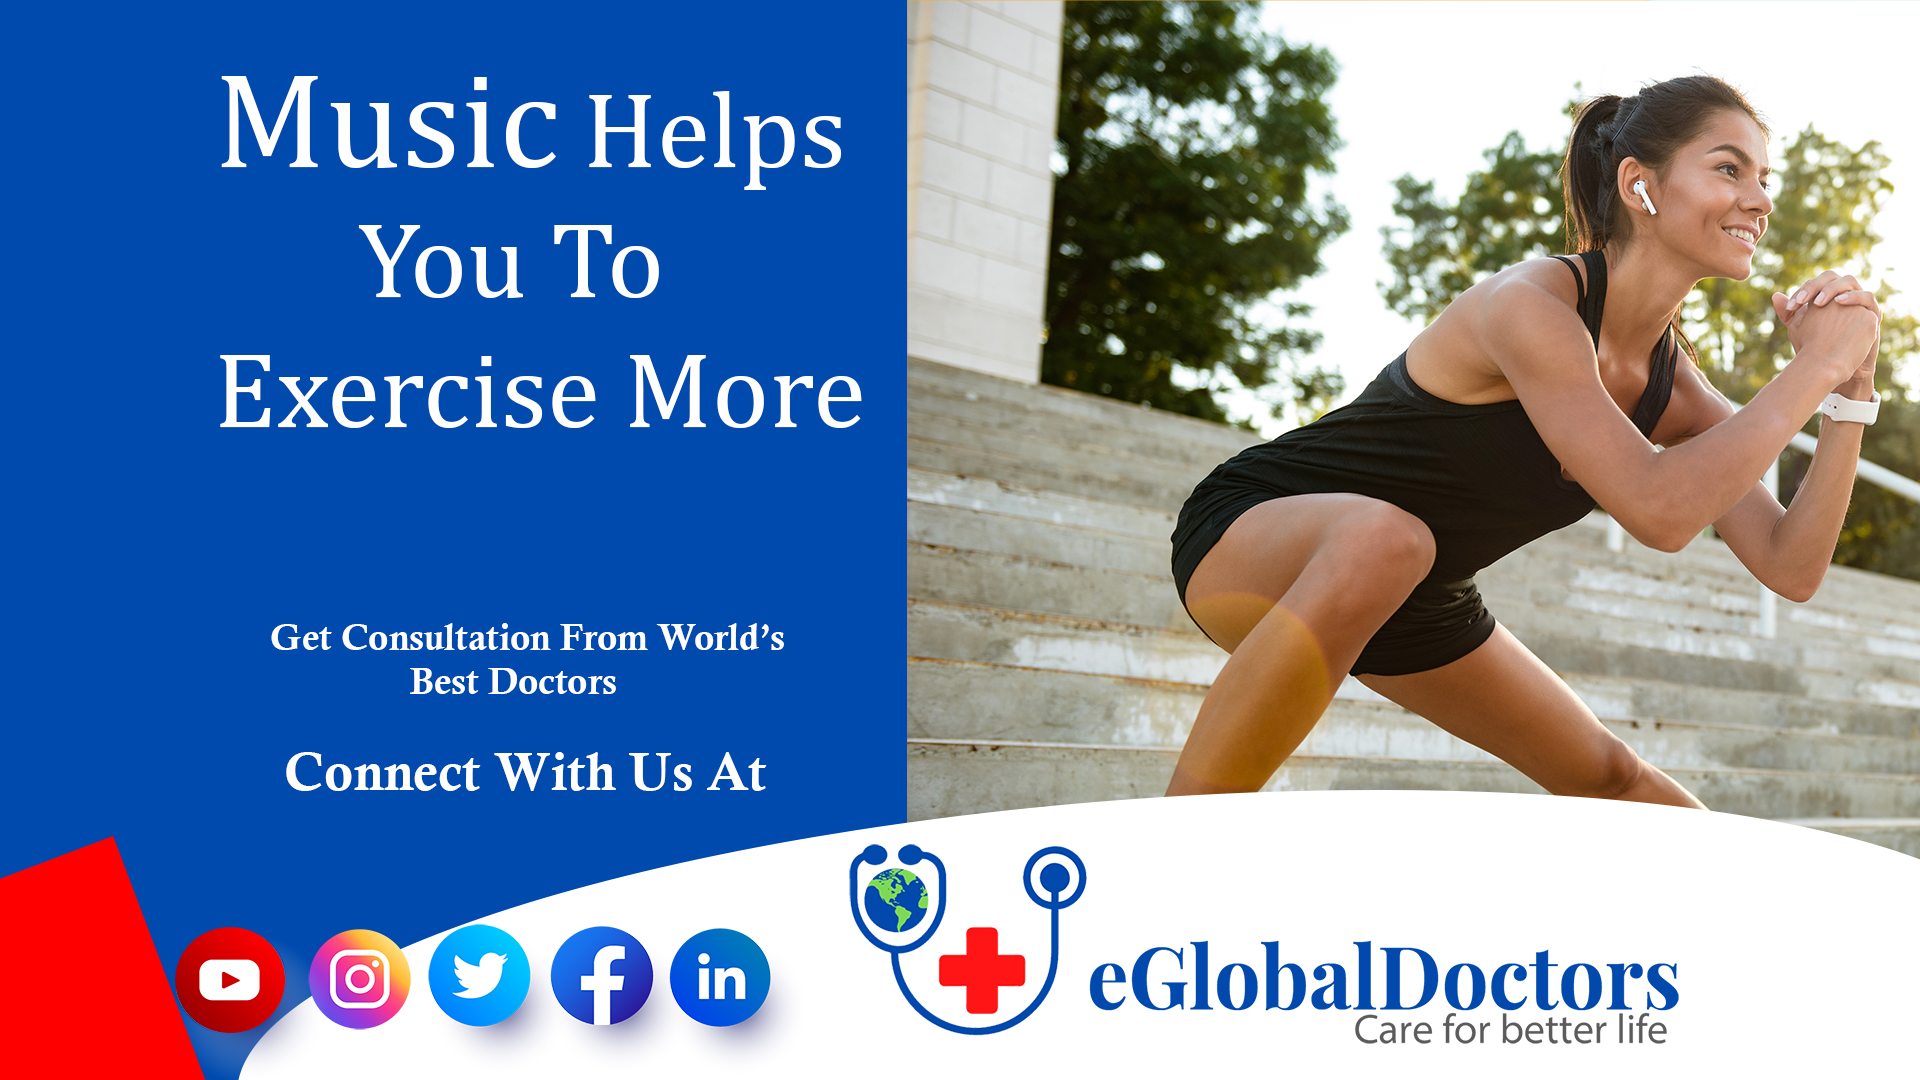 Music Helps
You To
Exercise More
Get Consultation From World's
Best Doctors
Connect With Us At
in
eGlobalDoctors
Care for better life